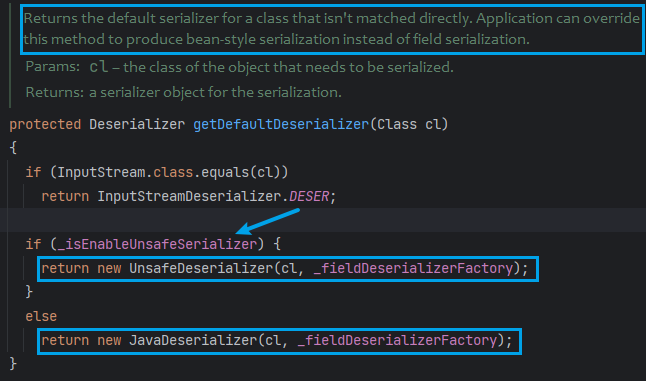 Returns the default serializer for a class that isn't matched directly. Application can override
this method to produce bean-style serialization instead of field serialization.
Params: cl – the class of the object that needs to be serialized.
Returns: a serializer object for the serialization.
protected Deserializer getDefaultDeserializer(Class cl)
{
if (InputStream.class.equals(cl))
return InputStreamDeserializer.DESER;
if (_isEnableUnsafeSerializer) {
return new UnsafeDeserializer(cl, _fieldDeserializerFactory);
}
else
return new JavaDeserializer(cl, _fieldDeserializerFactory);
}